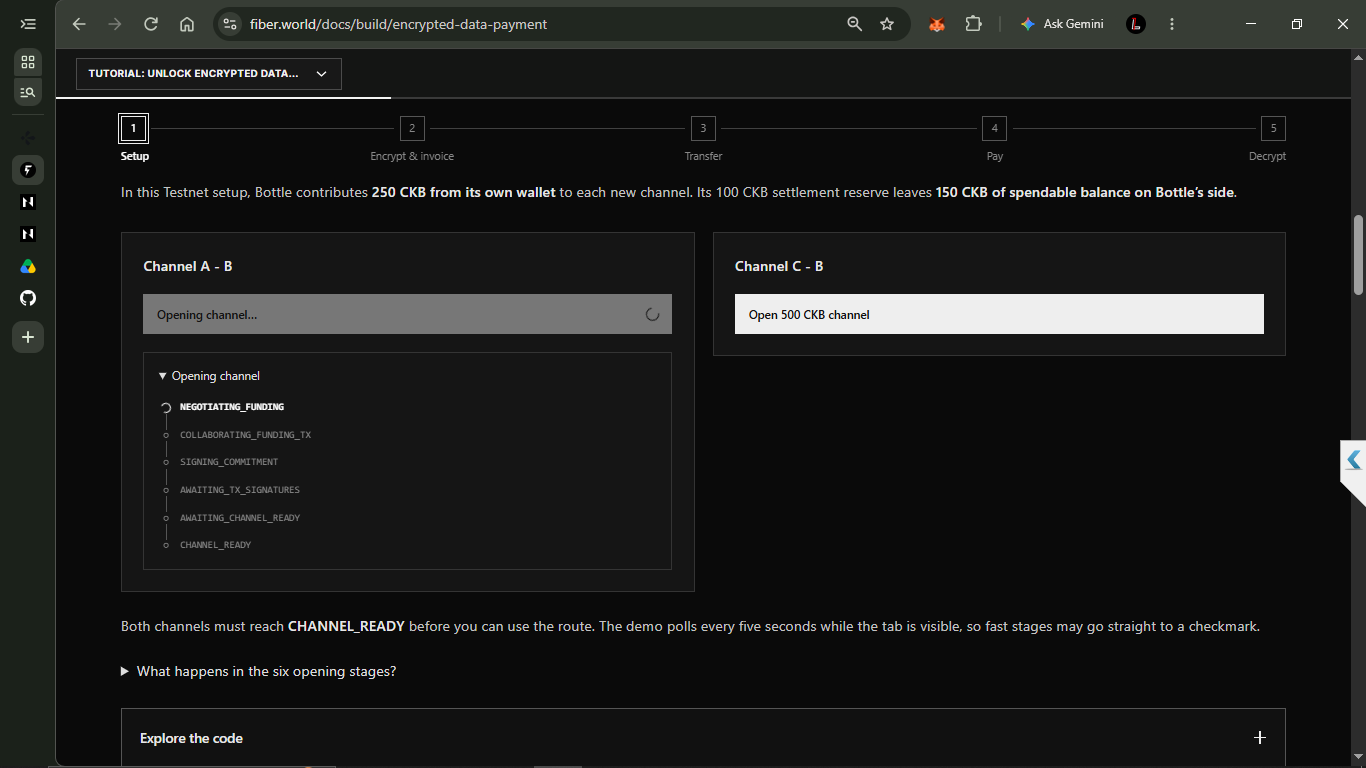 fiber.world/docs/build/encrypted-data-payment
Ask Gemini
TUTORIAL: UNLOCK ENCRYPTED DATA...
1
2
3
4
5
Setup
Encrypt & invoice
Transfer
Pay
Decrypt
In this Testnet setup, Bottle contributes 250 CKB from its own wallet to each new channel. Its 100 CKB settlement reserve leaves 150 CKB of spendable balance on Bottle’s side.
Channel A - B
Opening channel...
▼ Opening channel
NEGOTIATING_FUNDING
COLLABORATING_FUNDING_TX
SIGNING_COMMITMENT
AWAITING_TX_SIGNATURES
AWAITING_CHANNEL_READY
CHANNEL_READY
Channel C - B
Open 500 CKB channel
Both channels must reach CHANNEL_READY before you can use the route. The demo polls every five seconds while the tab is visible, so fast stages may go straight to a checkmark.
▶ What happens in the six opening stages?
Explore the code